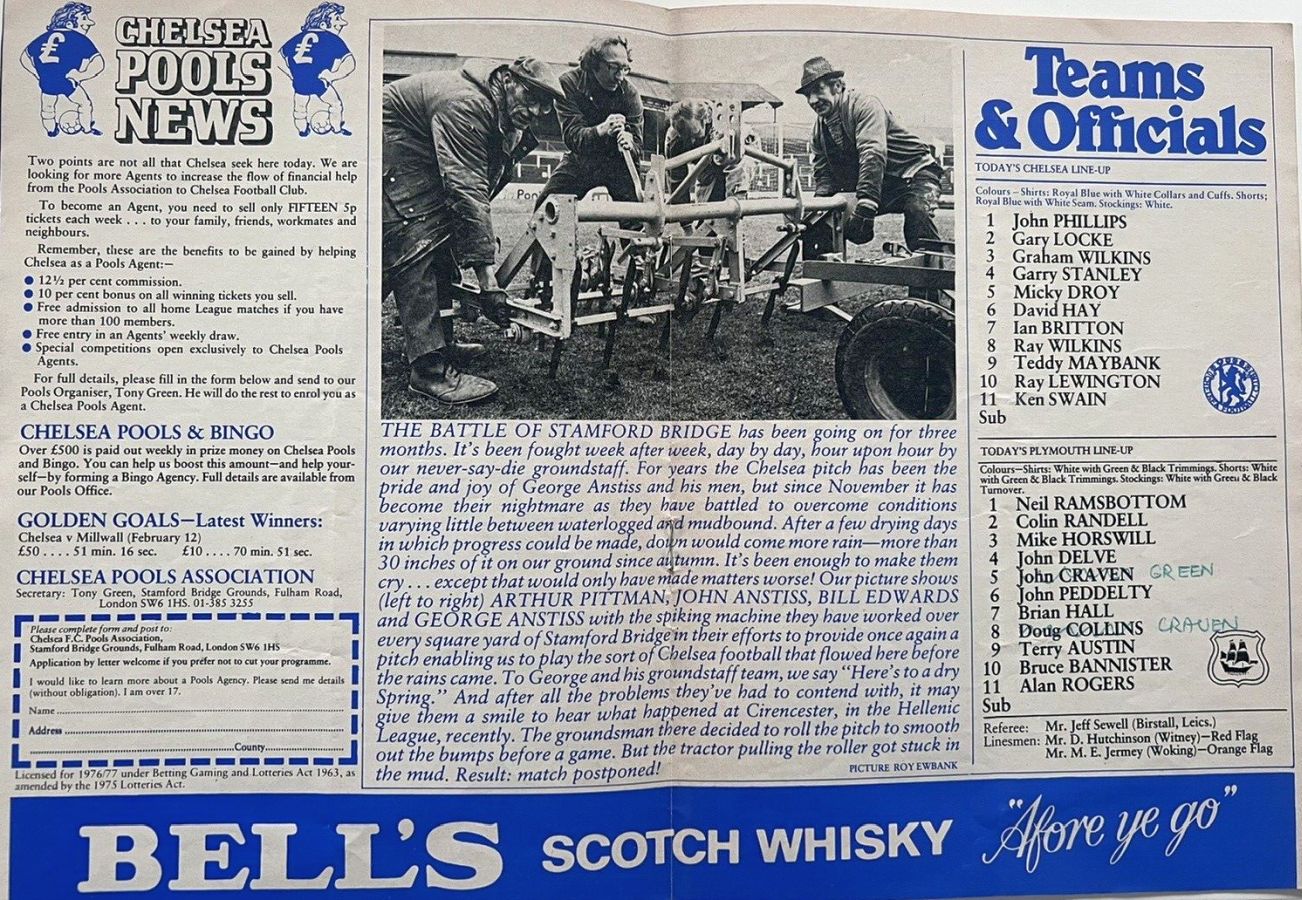 £
£
CHELSEA
POOLS
NEWS
Two points are not all that Chelsea seek here today. We are
looking for more Agents to increase the flow of financial help
from the Pools Association to Chelsea Football Club.
To become an Agent, you need to sell only FIFTEEN 5p
tickets each week . . . to your family, friends, workmates and
neighbours.
Remember, these are the benefits to be gained by helping
Chelsea as a Pools Agent:—
● 12½ per cent commission.
● 10 per cent bonus on all winning tickets you sell.
● Free admission to all home League matches if you have
more than 100 members.
● Free entry in an Agents' weekly draw.
● Special competitions open exclusively to Chelsea Pools
Agents.
For full details, please fill in the form below and send to our
Pools Organiser, Tony Green. He will do the rest to enrol you as
a Chelsea Pools Agent.
CHELSEA POOLS & BINGO
Over £500 is paid out weekly in prize money on Chelsea Pools
and Bingo. You can help us boost this amount—and help your-
self—by forming a Bingo Agency. Full details are available from
our Pools Office.
GOLDEN GOALS—Latest Winners:
Chelsea v Millwall (February 12)
£50 . . . . 51 min. 16 sec. £10 . . . . 70 min. 51 sec.
CHELSEA POOLS ASSOCIATION
Secretary: Tony Green, Stamford Bridge Grounds, Fulham Road,
London SW6 1HS. 01-385 3255
Please complete form and post to:
Chelsea F.C. Pools Association,
Stamford Bridge Grounds, Fulham Road, London SW6 1HS
Application by letter welcome if you prefer not to cut your programme.
I would like to learn more about a Pools Agency. Please send me details
(without obligation). I am over 17.
Name
Address
County
Licensed for 1976/77 under Betting Gaming and Lotteries Act 1963, as
amended by the 1975 Lotteries Act.
THE BATTLE OF STAMFORD BRIDGE has been going on for three
months. It's been fought week after week, day by day, hour upon hour by
our never-say-die groundstaff. For years the Chelsea pitch has been the
pride and joy of George Anstiss and his men, but since November it has
become their nightmare as they have battled to overcome conditions
varying little between waterlogged and mudbound. After a few drying days
in which progress could be made, down would come more rain—more than
30 inches of it on our ground since autumn. It's been enough to make them
cry . . . except that would only have made matters worse! Our picture shows
(left to right) ARTHUR PITTMAN, JOHN ANSTISS, BILL EDWARDS
and GEORGE ANSTISS with the spiking machine they have worked over
every square yard of Stamford Bridge in their efforts to provide once again a
pitch enabling us to play the sort of Chelsea football that flowed here before
the rains came. To George and his groundstaff team, we say "Here's to a dry
Spring." And after all the problems they've had to contend with, it may
give them a smile to hear what happened at Cirencester, in the Hellenic
League, recently. The groundsman there decided to roll the pitch to smooth
out the bumps before a game. But the tractor pulling the roller got stuck in
the mud. Result: match postponed!
PICTURE ROY EWBANK
Teams
& Officials
TODAY'S CHELSEA LINE-UP
Colours – Shirts: Royal Blue with White Collars and Cuffs. Shorts;
Royal Blue with White Seam. Stockings: White.
1 John PHILLIPS
2 Gary LOCKE
3 Graham WILKINS
4 Garry STANLEY
5 Micky DROY
6 David HAY
7 Ian BRITTON
8 Ray WILKINS
9 Teddy MAYBANK
10 Ray LEWINGTON
11 Ken SWAIN
Sub
TODAY'S PLYMOUTH LINE-UP
Colours—Shirts: White with Green & Black Trimmings. Shorts: White
with Green & Black Trimmings. Stockings: White with Green & Black
Turnover.
1 Neil RAMSBOTTOM
2 Colin RANDELL
3 Mike HORSWILL
4 John DELVE
5 John CRAVEN GREEN
6 John PEDDELTY
7 Brian HALL
8 Doug COLLINS CRAVEN
9 Terry AUSTIN
10 Bruce BANNISTER
11 Alan ROGERS
Sub
Referee: Mr. Jeff Sewell (Birstall, Leics.)
Linesmen: Mr. D. Hutchinson (Witney)—Red Flag
Mr. M. E. Jermey (Woking)—Orange Flag
BELL'S SCOTCH WHISKY "Afore ye go"